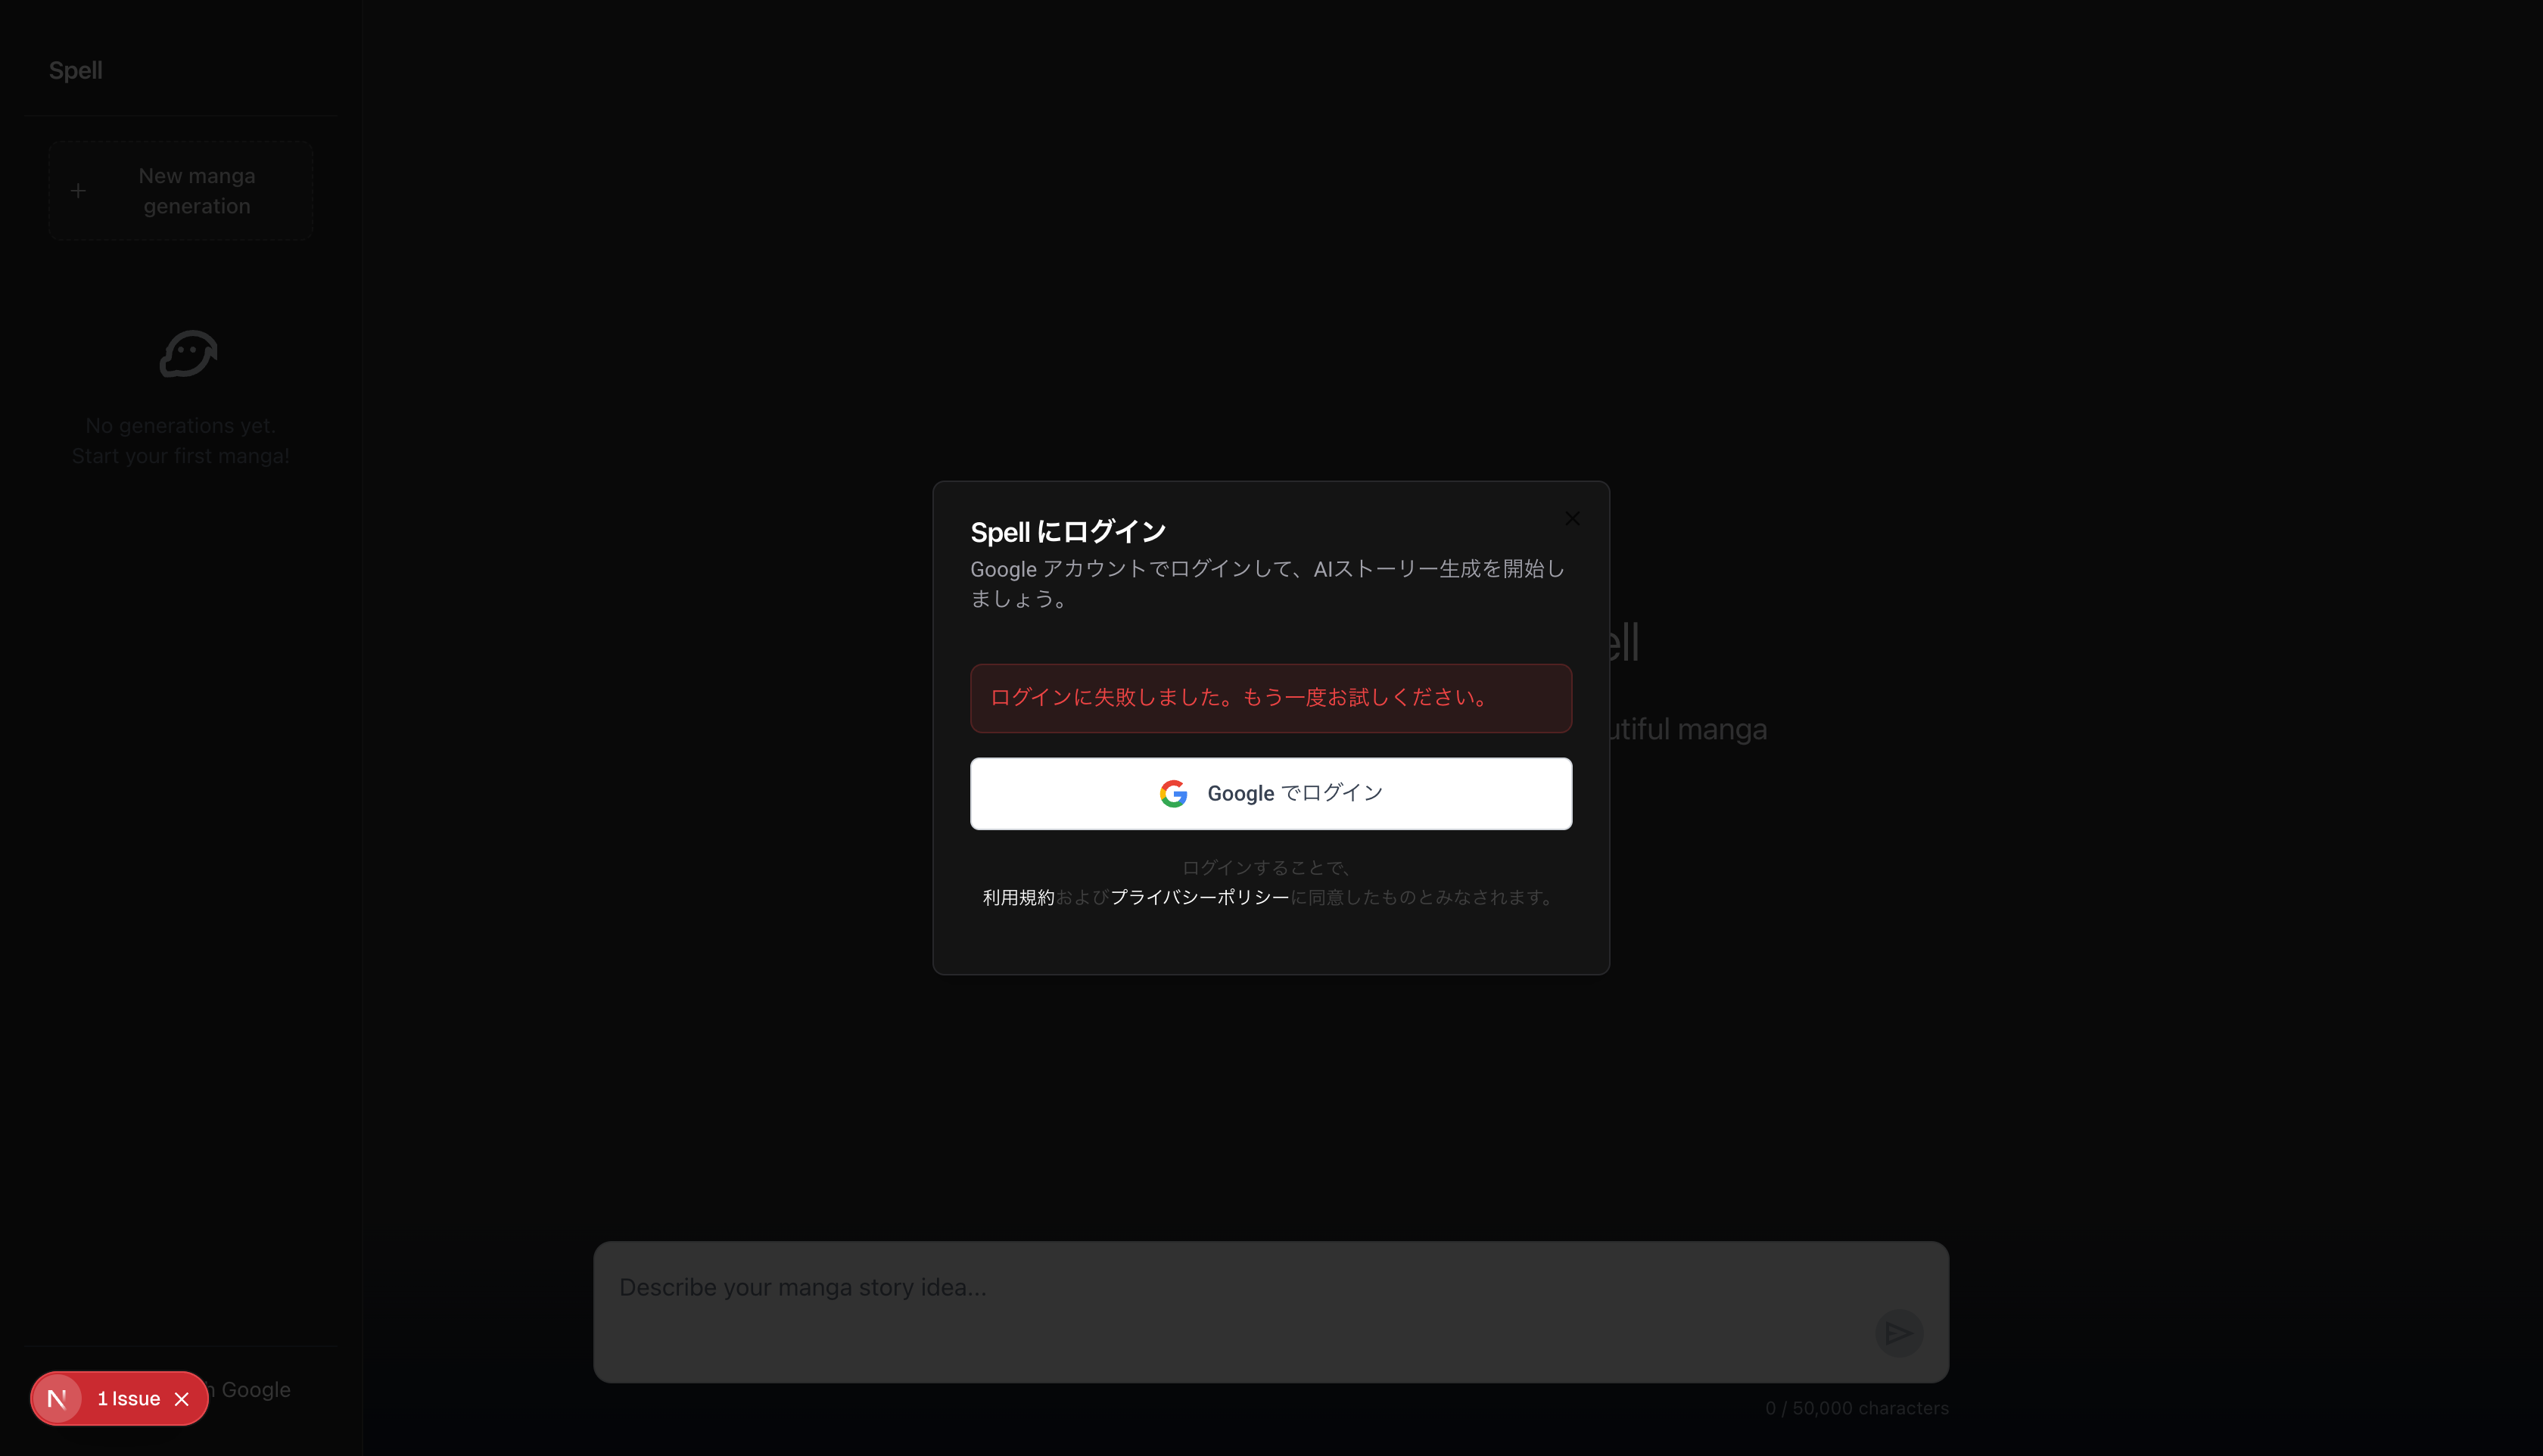 Spell
New manga
generation
No generations yet.
Start your first manga!
Spell にログイン
Google アカウントでログインして、AIストーリー生成を開始し
ましょう。
ログインに失敗しました。もう一度お試しください。
Google でログイン
ログインすることで、
利用規約およびプライバシーポリシーに同意したものとみなされます。
manga
Describe your manga story idea...
0 / 50,000 characters
N 1 Issue
Google